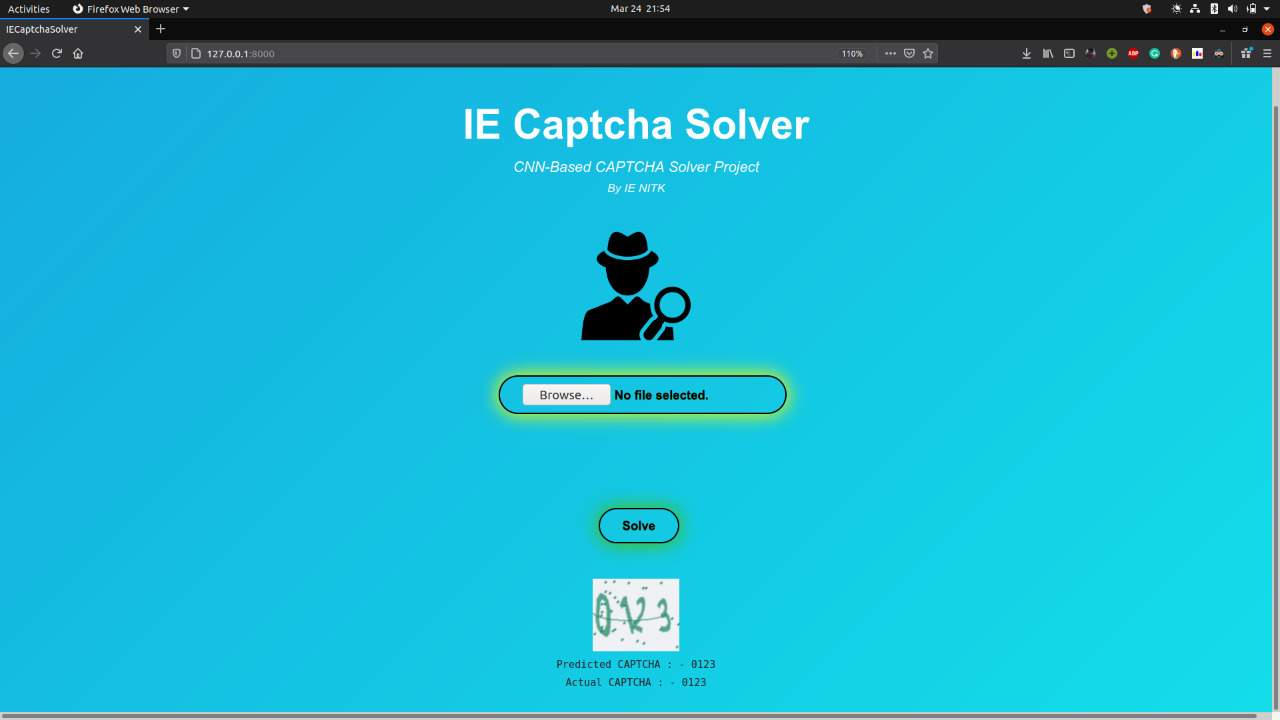 Activities
Firefox Web Browser
Mar 24 21:54
IECaptchaSolver
127.0.0.1:8000
110%
ABP
IE Captcha Solver
CNN-Based CAPTCHA Solver Project
By IE NITK
Browse...
No file selected.
Solve
0123
Predicted CAPTCHA : - 0123
Actual CAPTCHA : - 0123